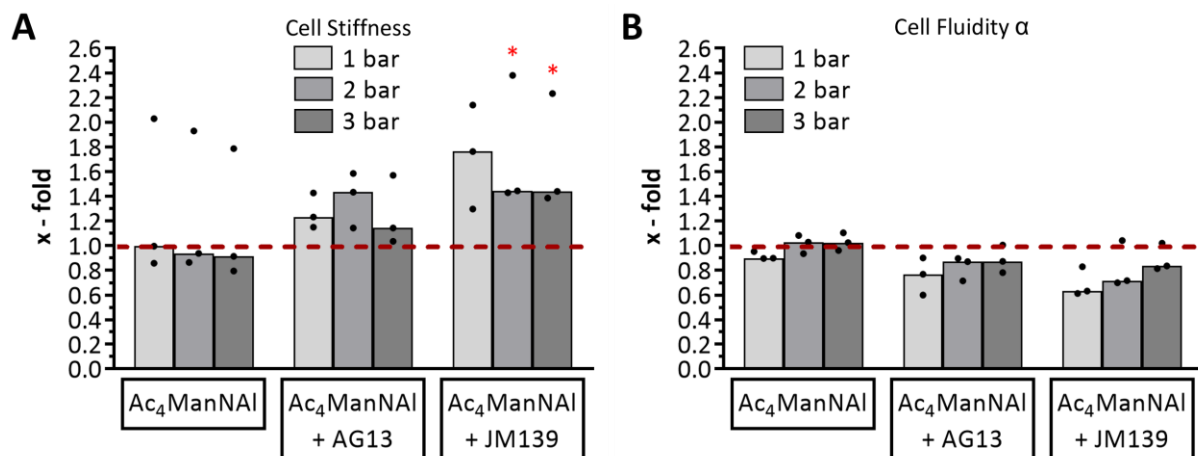 A
Cell Stiffness
x - fold
2.6
2.4
2.2
2.0
1.8
1.6
1.4
1.2
1.0
0.8
0.6
0.4
0.2
0.0
1 bar
2 bar
3 bar
*
*
Ac₄ManNAl
Ac₄ManNAl
+ AG13
Ac₄ManNAl
+ JM139
B
Cell Fluidity α
x - fold
2.6
2.4
2.2
2.0
1.8
1.6
1.4
1.2
1.0
0.8
0.6
0.4
0.2
0.0
1 bar
2 bar
3 bar
Ac₄ManNAl
Ac₄ManNAl
+ AG13
Ac₄ManNAl
+ JM139